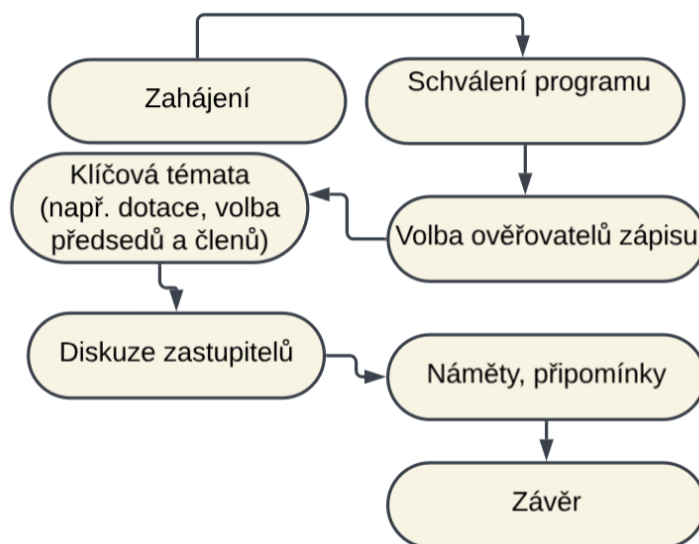 Zahájení
Schválení programu
Volba ověřovatelů zápisu
Klíčová témata
(např. dotace, volba
předsedů a členů)
Diskuze zastupitelů
Náměty, připomínky
Závěr